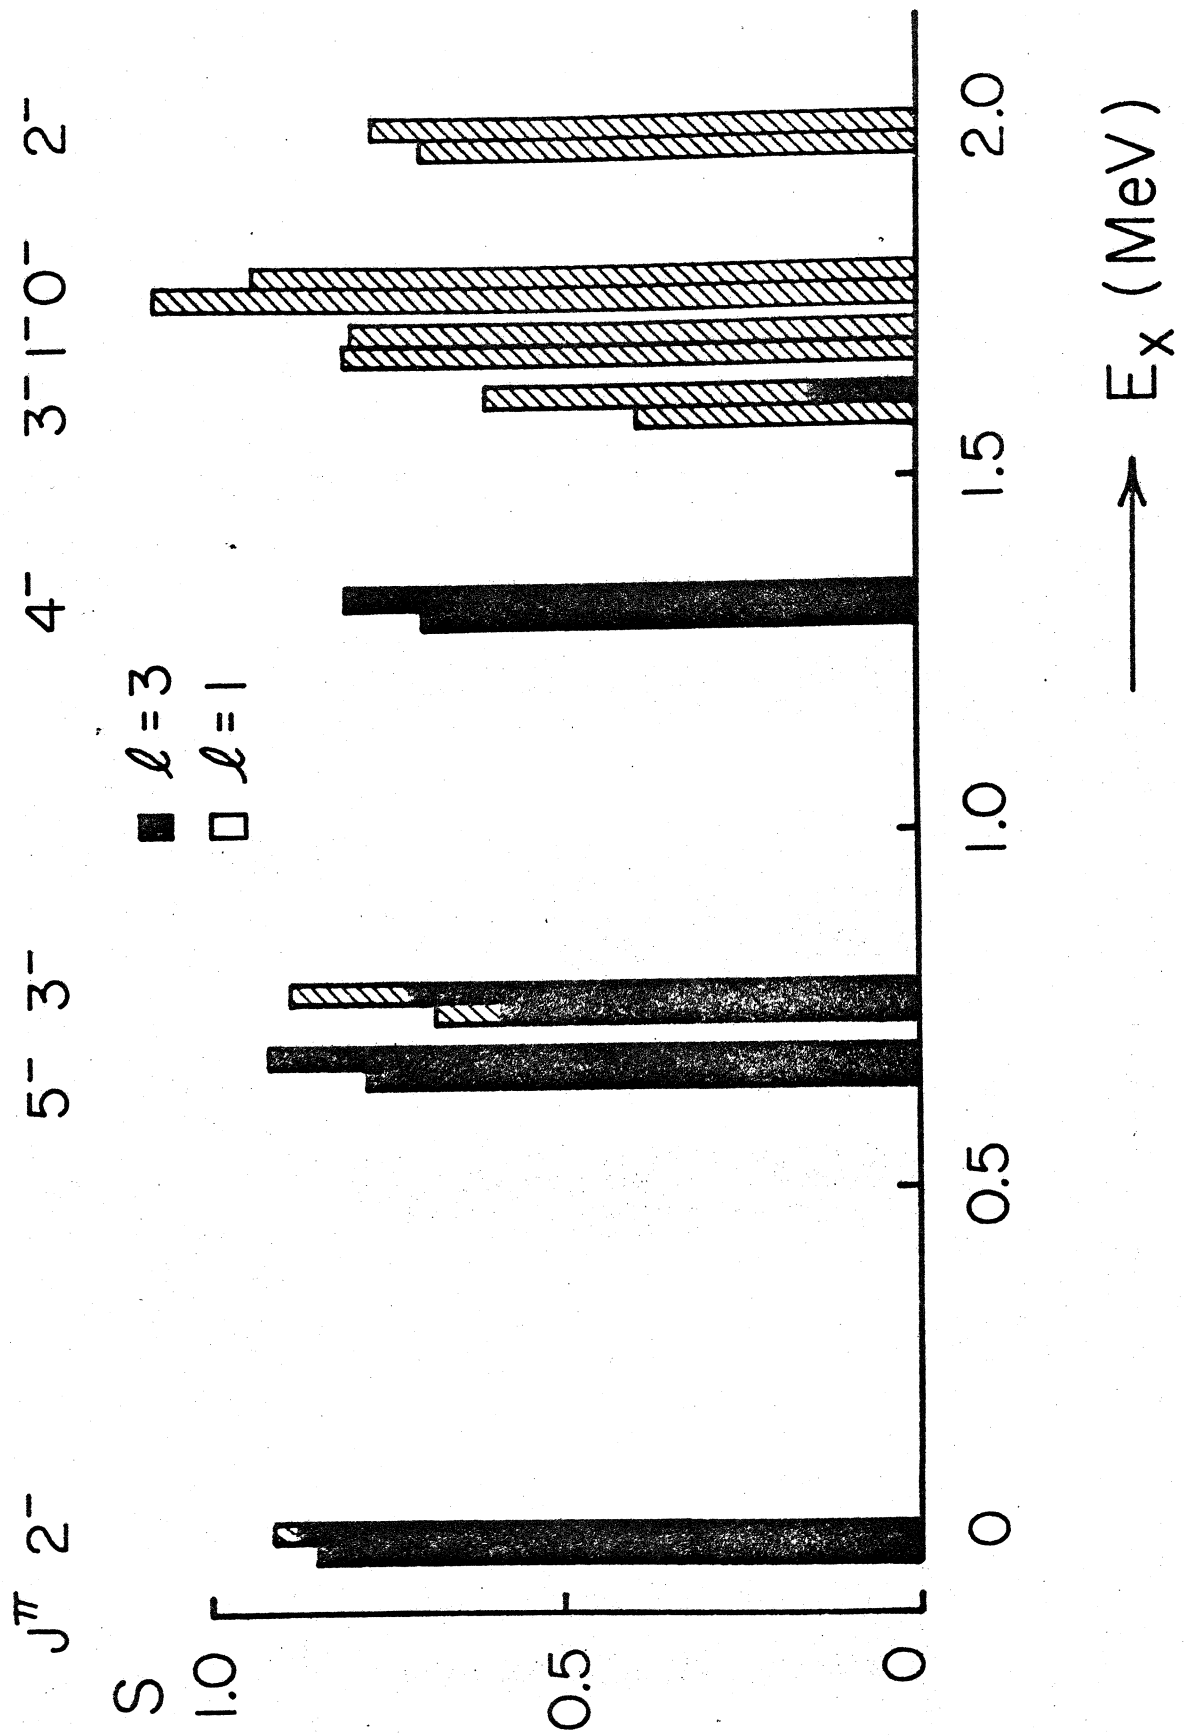 J^π 2⁻ 5⁻ 3⁻ 4⁻ 3⁻ 1⁻ 0⁻ 2⁻
S
1.0
0.5
0
ℓ = 3
ℓ = 1
0 0.5 1.0 1.5 2.0
⟶ E_x (MeV)